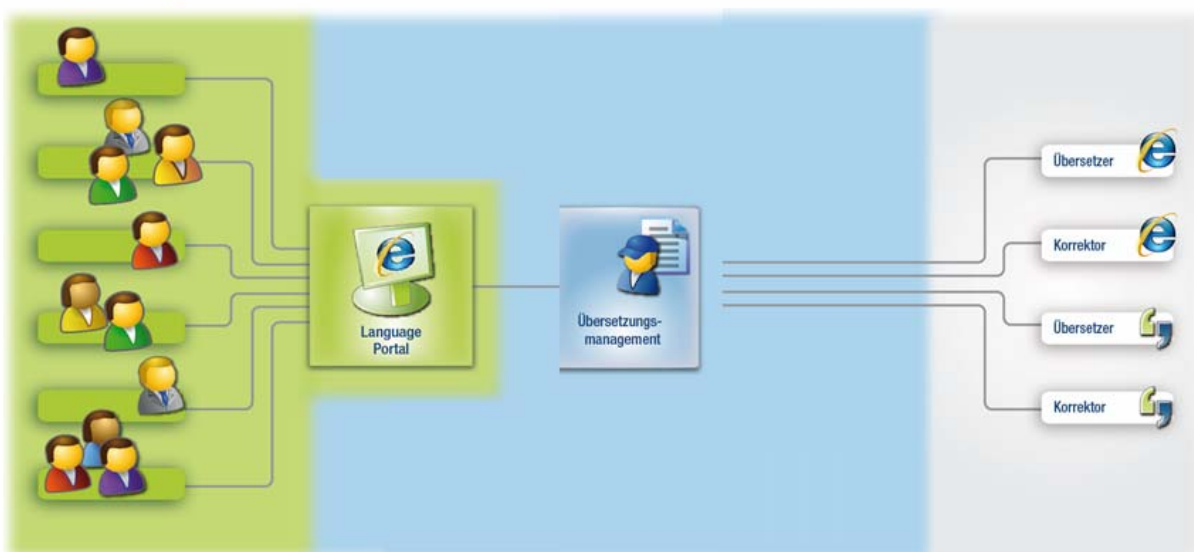 Language
Portal
Übersetzungs-
management
Übersetzer
Korrektor
Übersetzer
Korrektor